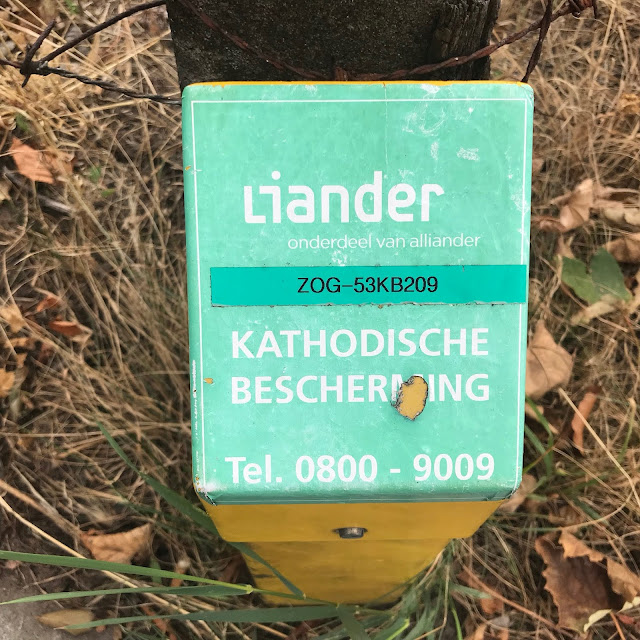 Liander
onderdeel van alliander
ZOG-53KB209
KATHODISCHE
BESCHERMING
Tel. 0800 - 9009